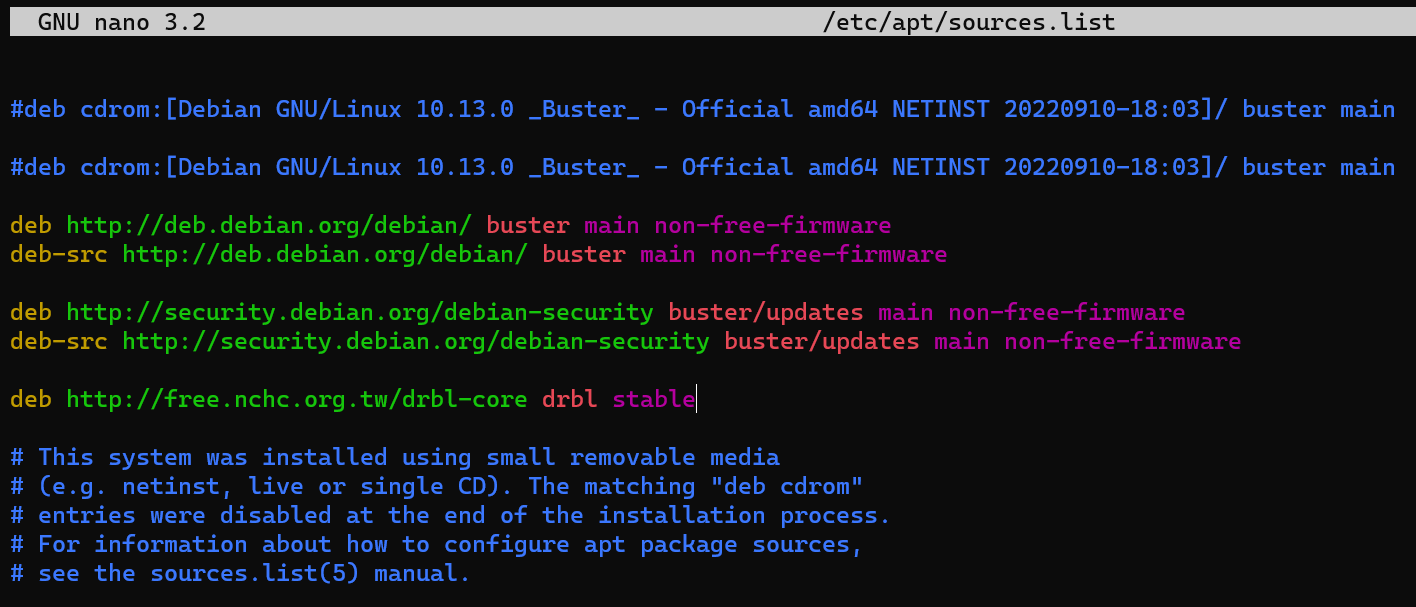 GNU nano 3.2 /etc/apt/sources.list
#deb cdrom:[Debian GNU/Linux 10.13.0 _Buster_ - Official amd64 NETINST 20220910-18:03]/ buster main
#deb cdrom:[Debian GNU/Linux 10.13.0 _Buster_ - Official amd64 NETINST 20220910-18:03]/ buster main
deb http://deb.debian.org/debian/ buster main non-free-firmware
deb-src http://deb.debian.org/debian/ buster main non-free-firmware
deb http://security.debian.org/debian-security buster/updates main non-free-firmware
deb-src http://security.debian.org/debian-security buster/updates main non-free-firmware
deb http://free.nchc.org.tw/drbl-core drbl stable
# This system was installed using small removable media
# (e.g. netinst, live or single CD). The matching "deb cdrom"
# entries were disabled at the end of the installation process.
# For information about how to configure apt package sources,
# see the sources.list(5) manual.